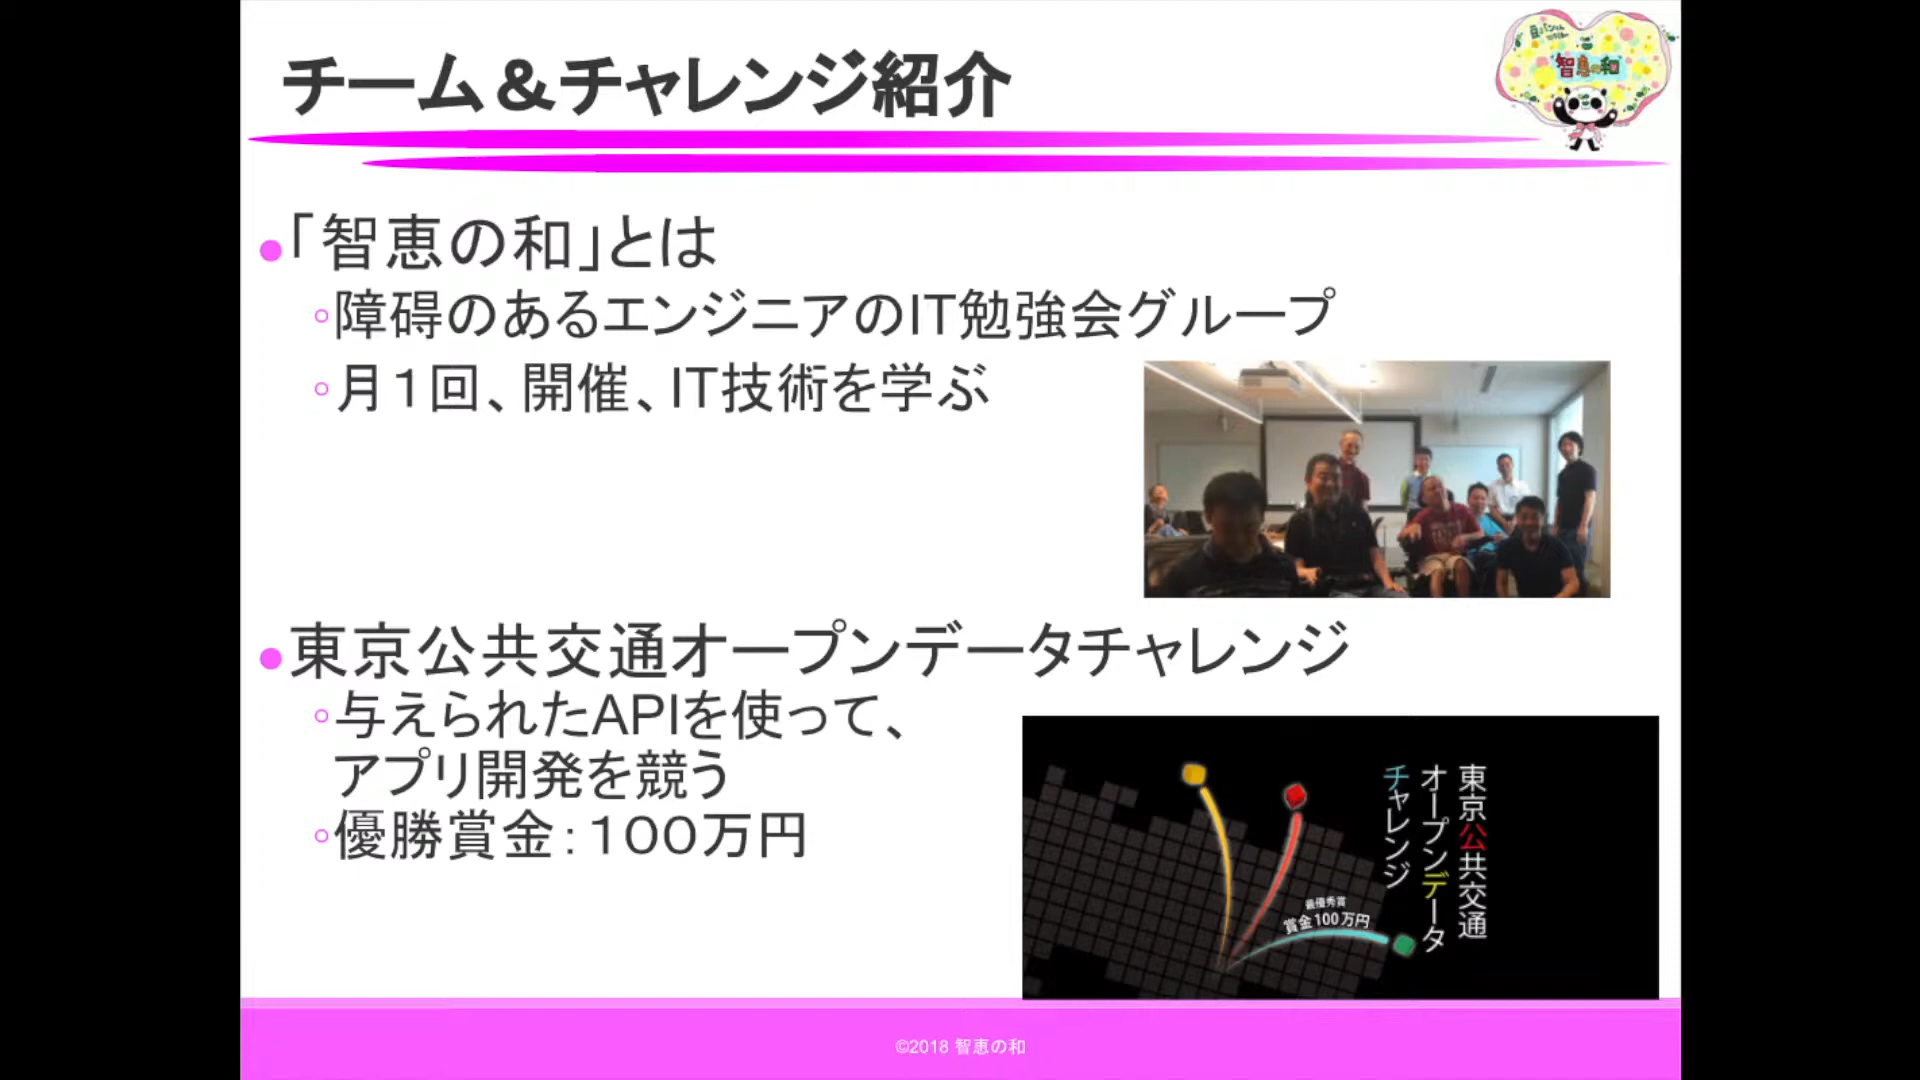 チーム＆チャレンジ紹介
智恵の和
「智恵の和」とは
障碍のあるエンジニアのIT勉強会グループ
月１回、開催、IT技術を学ぶ
東京公共交通オープンデータチャレンジ
与えられたAPIを使って、
アプリ開発を競う
優勝賞金：１００万円
東京公共交通
オープンデータ
チャレンジ
最優秀賞
賞金100万円
©2018 智恵の和